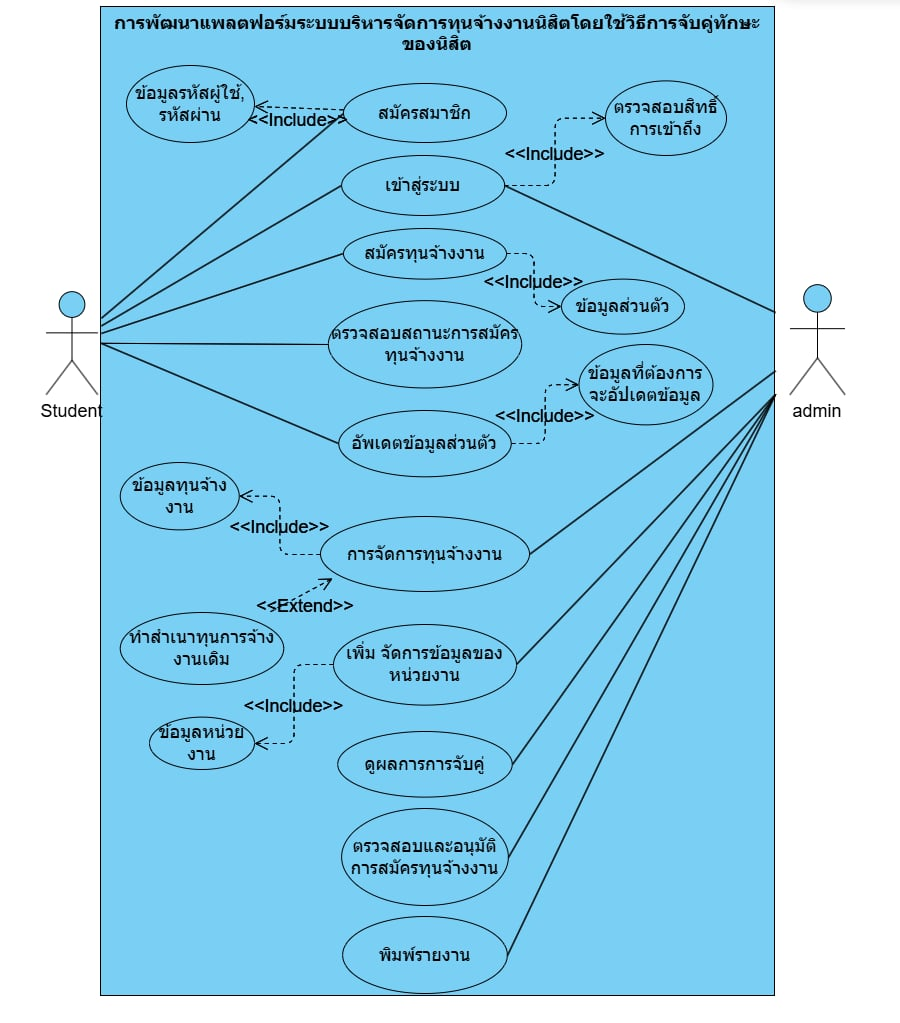 การพัฒนาแพลตฟอร์มระบบบริหารจัดการทุนจ้างงานนิสิตโดยใช้วิธีการจับคู่ทักษะ
ของนิสิต
ข้อมูลรหัสผู้ใช้,
รหัสผ่าน
<<Include>>
สมัครสมาชิก
ตรวจสอบสิทธิ์
การเข้าถึง
<<Include>>
เข้าสู่ระบบ
สมัครทุนจ้างงาน
<<Include>>
ข้อมูลส่วนตัว
ตรวจสอบสถานะการสมัคร
ทุนจ้างงาน
ข้อมูลที่ต้องการ
จะอัปเดตข้อมูล
<<Include>>
Student
admin
อัพเดตข้อมูลส่วนตัว
ข้อมูลทุนจ้าง
งาน
<<Include>>
การจัดการทุนจ้างงาน
<<Extend>>
ทำสำเนาทุนการจ้าง
งานเดิม
เพิ่ม จัดการข้อมูลของ
หน่วยงาน
<<Include>>
ข้อมูลหน่วย
งาน
ดูผลการการจับคู่
ตรวจสอบและอนุมัติ
การสมัครทุนจ้างงาน
พิมพ์รายงาน